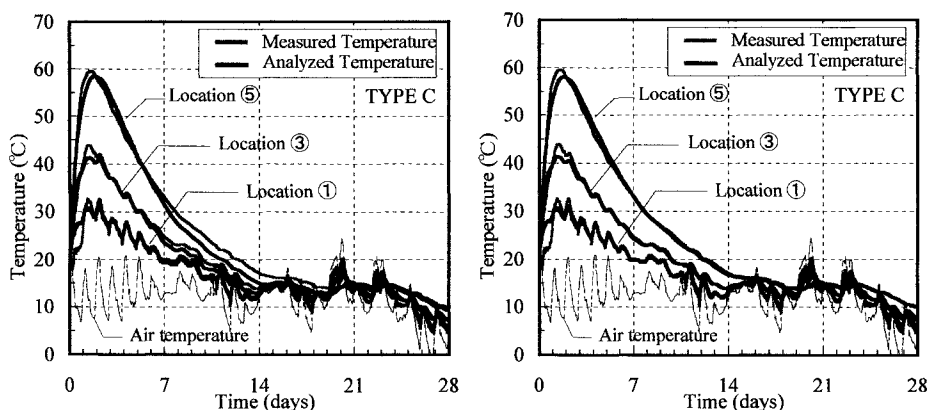 70
60
50
40
30
20
10
0
Temperature (℃)
Measured Temperature
Analyzed Temperature
TYPE C
Location ⑤
Location ③
Location ①
Air temperature
0 7 14 21 28
Time (days)
70
60
50
40
30
20
10
0
Temperature (℃)
Measured Temperature
Analyzed Temperature
TYPE C
Location ⑤
Location ③
Location ①
Air temperature
0 7 14 21 28
Time (days)